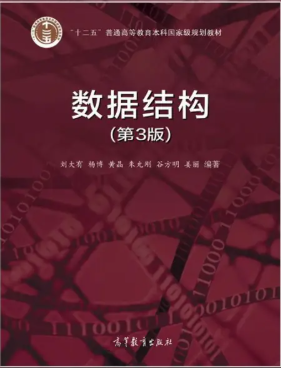 "十二五"普通高等教育本科国家级规划教材
数据结构
(第3版)
刘大有 杨博 黄晶 朱允刚 谷方明 姜丽 编著
高等教育出版社